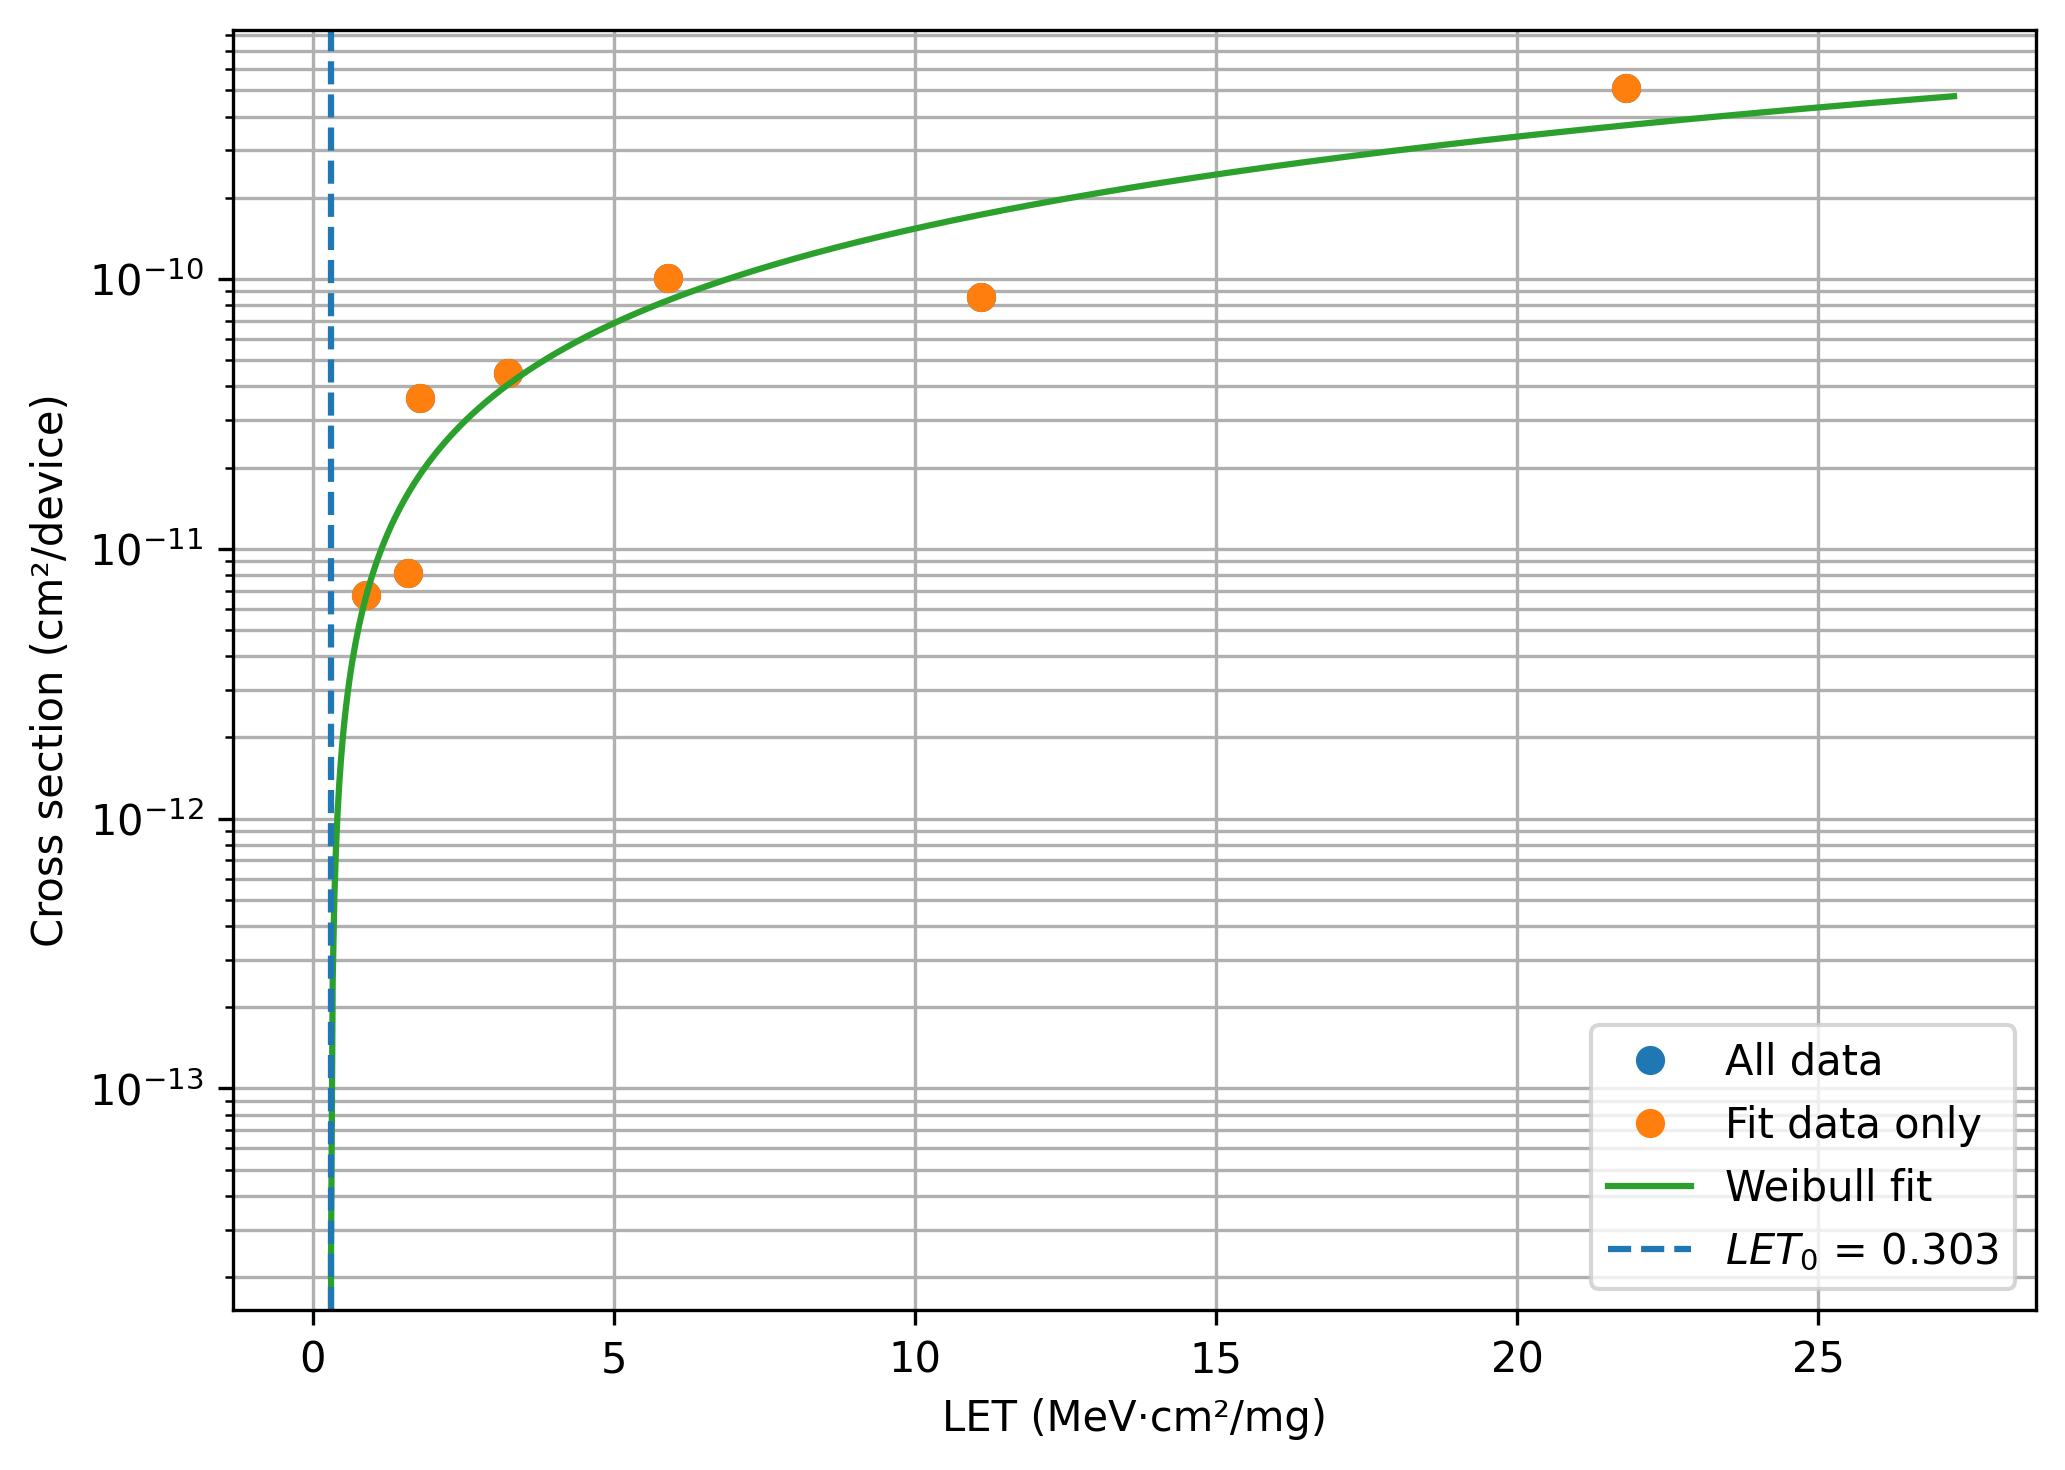 Cross section (cm²/device)
10⁻¹⁰
10⁻¹¹
10⁻¹²
10⁻¹³
All data
Fit data only
Weibull fit
LET₀ = 0.303
0 5 10 15 20 25
LET (MeV·cm²/mg)